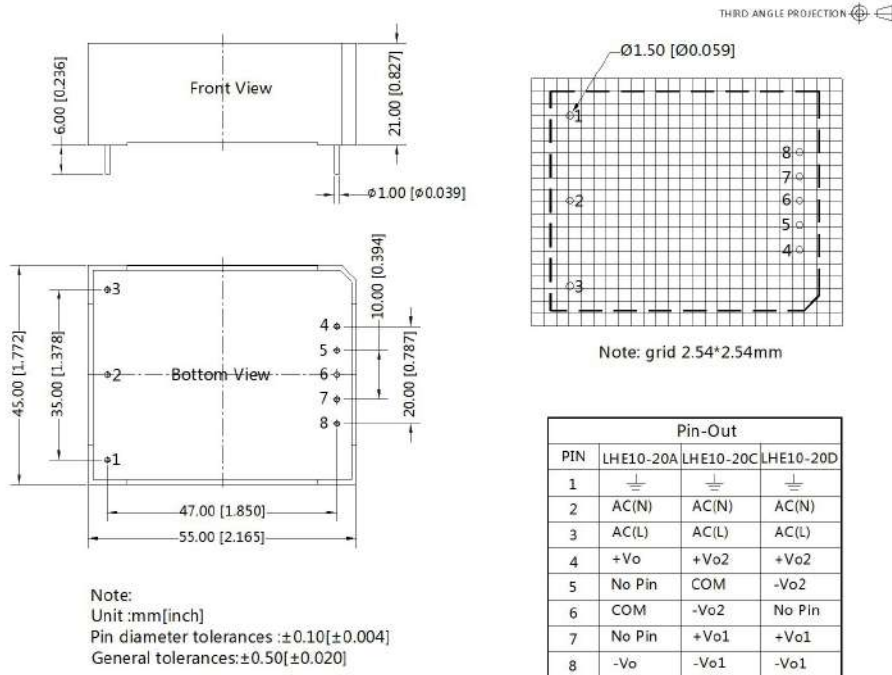 THIRD ANGLE PROJECTION
6.00 [0.236]
Front View
21.00 [0.827]
ϕ1.00 [ϕ0.039]
Ø1.50 [Ø0.059]
1
2
3
8
7
6
5
4
Note: grid 2.54*2.54mm
45.00 [1.772]
35.00 [1.378]
3
2
1
Bottom View
4
5
6
7
8
10.00 [0.394]
20.00 [0.787]
47.00 [1.850]
55.00 [2.165]
Note:
Unit :mm[inch]
Pin diameter tolerances :±0.10[±0.004]
General tolerances:±0.50[±0.020]
Pin-Out
PIN LHE10-20A LHE10-20C LHE10-20D
1
2 AC(N) AC(N) AC(N)
3 AC(L) AC(L) AC(L)
4 +Vo +Vo2 +Vo2
5 No Pin COM -Vo2
6 COM -Vo2 No Pin
7 No Pin +Vo1 +Vo1
8 -Vo -Vo1 -Vo1